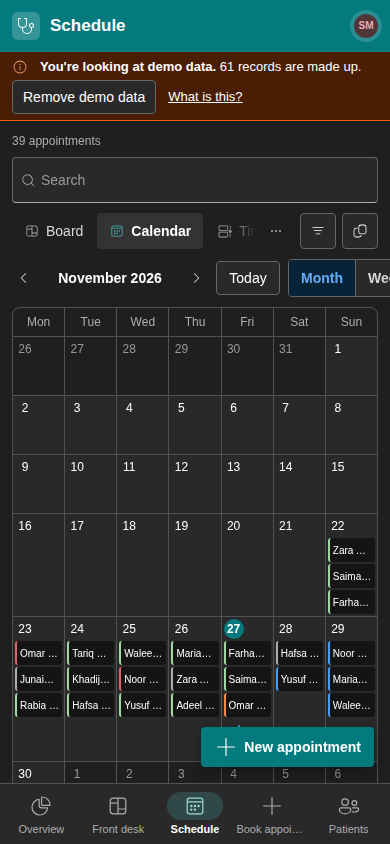 Schedule
SM
You're looking at demo data. 61 records are made up.
Remove demo data What is this?
39 appointments
Search
Board Calendar
November 2026 Today Month
Mon Tue Wed Thu Fri Sat Sun
26 27 28 29 30 31 1
2 3 4 5 6 7 8
9 10 11 12 13 14 15
16 17 18 19 20 21 22
Zara ...
Saima...
Farha...
23 24 25 26 27 28 29
Omar ... Tariq ... Walee... Maria... Farha... Hafsa ... Noor ...
Junai... Khadij... Noor ... Zara ... Saima... Yusuf ... Maria...
Rabia ... Hafsa ... Yusuf ... Adeel ... Omar ... Walee...
New appointment
30 1 2 3 4 5 6
Overview Front desk Schedule Book appoi... Patients